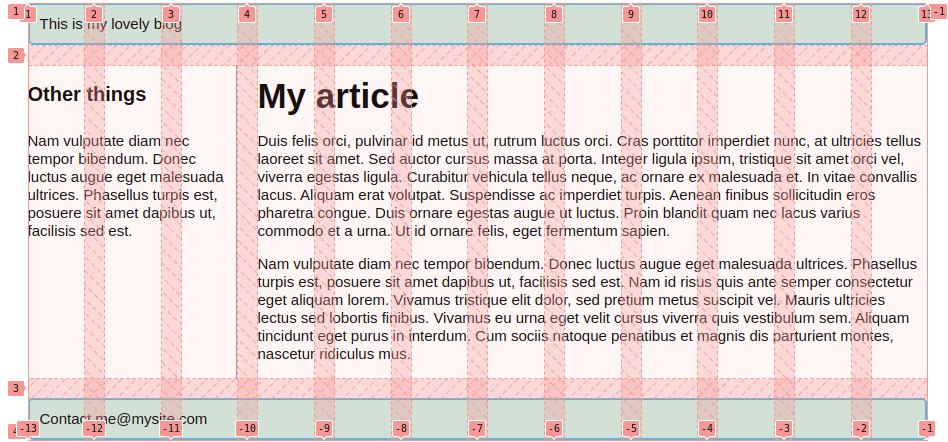 1 1 2 3 4 5 6 7 8 9 10 11 12 13 -1
This is my lovely blog
2
Other things
Nam vulputate diam nec
tempor bibendum. Donec
luctus augue eget malesuada
ultrices. Phasellus turpis est,
posuere sit amet dapibus ut,
facilisis sed est.
My article
Duis felis orci, pulvinar id metus ut, rutrum luctus orci. Cras porttitor imperdiet nunc, at ultricies tellus
laoreet sit amet. Sed auctor cursus massa at porta. Integer ligula ipsum, tristique sit amet orci vel,
viverra egestas ligula. Curabitur vehicula tellus neque, ac ornare ex malesuada et. In vitae convallis
lacus. Aliquam erat volutpat. Suspendisse ac imperdiet turpis. Aenean finibus sollicitudin eros
pharetra congue. Duis ornare egestas augue ut luctus. Proin blandit quam nec lacus varius
commodo et a urna. Ut id ornare felis, eget fermentum sapien.
Nam vulputate diam nec tempor bibendum. Donec luctus augue eget malesuada ultrices. Phasellus
turpis est, posuere sit amet dapibus ut, facilisis sed est. Nam id risus quis ante semper consectetur
eget aliquam lorem. Vivamus tristique elit dolor, sed pretium metus suscipit vel. Mauris ultricies
lectus sed lobortis finibus. Vivamus eu urna eget velit cursus viverra quis vestibulum sem. Aliquam
tincidunt eget purus in interdum. Cum sociis natoque penatibus et magnis dis parturient montes,
nascetur ridiculus mus.
3
Contact me@mysite.com
-13 -12 -11 -10 -9 -8 -7 -6 -5 -4 -3 -2 -1